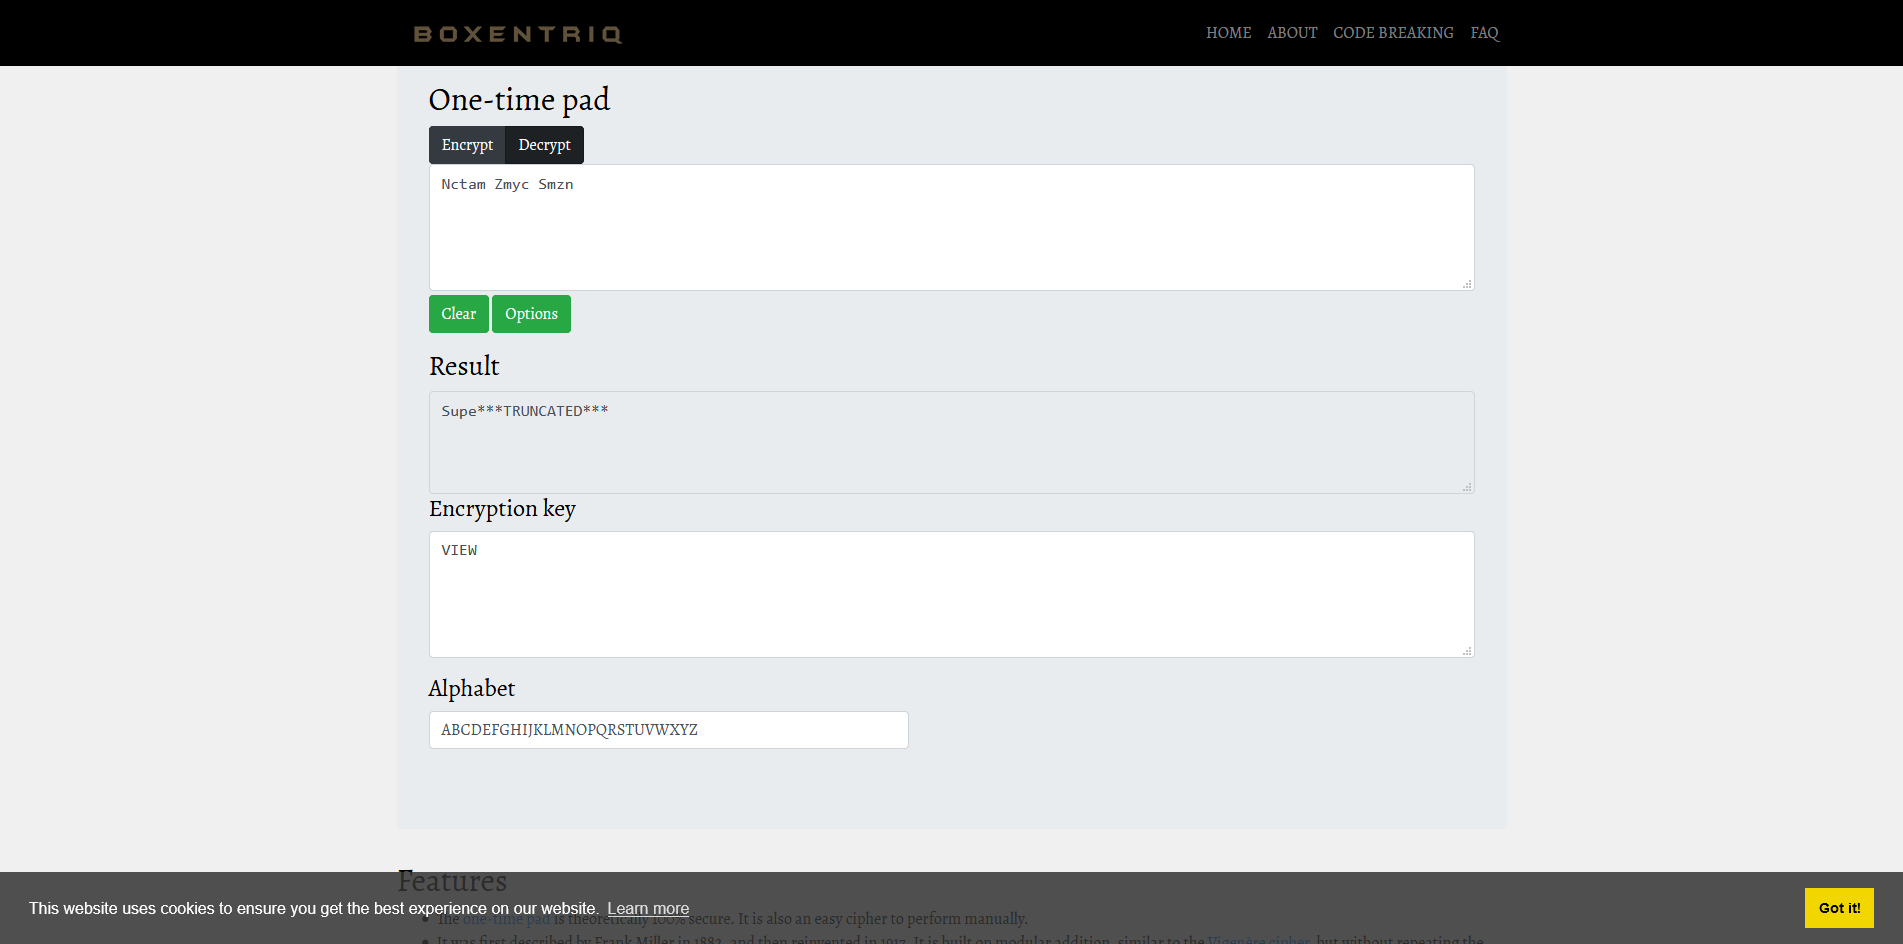 BOXENTRIQ
HOME ABOUT CODE BREAKING FAQ
One-time pad
Encrypt Decrypt
Nctam Zmyc Smzn
Clear Options
Result
Supe***TRUNCATED***
Encryption key
VIEW
Alphabet
ABCDEFGHIJKLMNOPQRSTUVWXYZ
Features
This website uses cookies to ensure you get the best experience on our website. Learn more
Got it!
The one-time pad is theoretically 100% secure. It is also an easy cipher to perform manually.
It was first described by Frank Miller in 1882, and then reinvented in 1917. It is built on modular addition, similar to the Vigenère cipher, but without repeating the